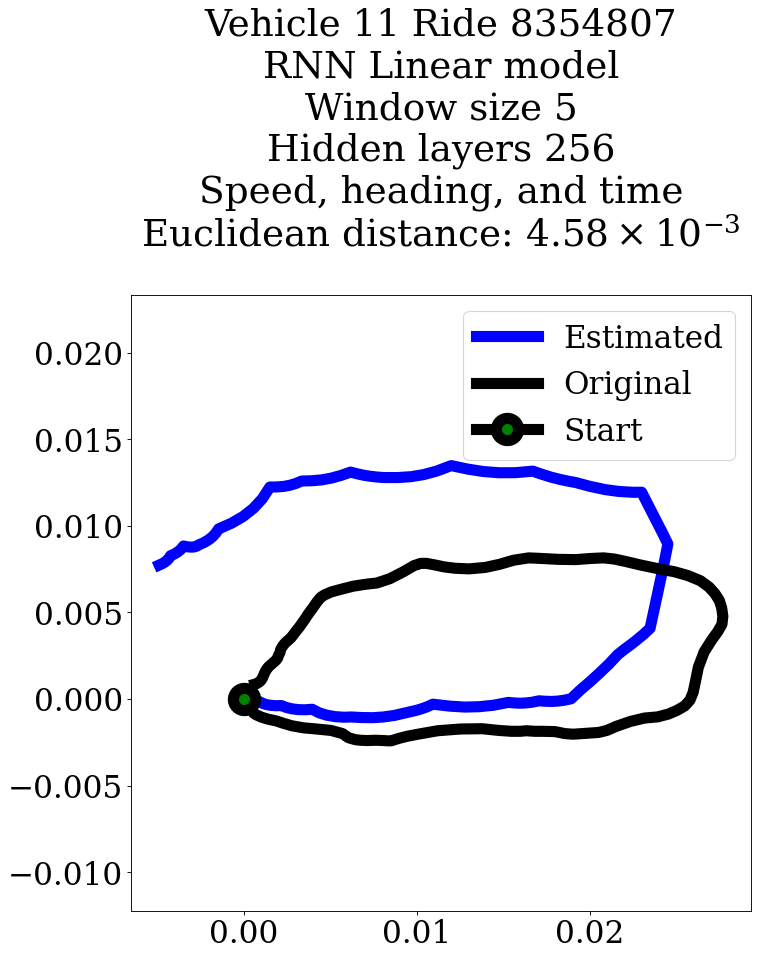 Vehicle 11 Ride 8354807
RNN Linear model
Window size 5
Hidden layers 256
Speed, heading, and time
Euclidean distance: 4.58 × 10⁻³
Estimated
Original
Start
0.020
0.015
0.010
0.005
0.000
−0.005
−0.010
0.00 0.01 0.02